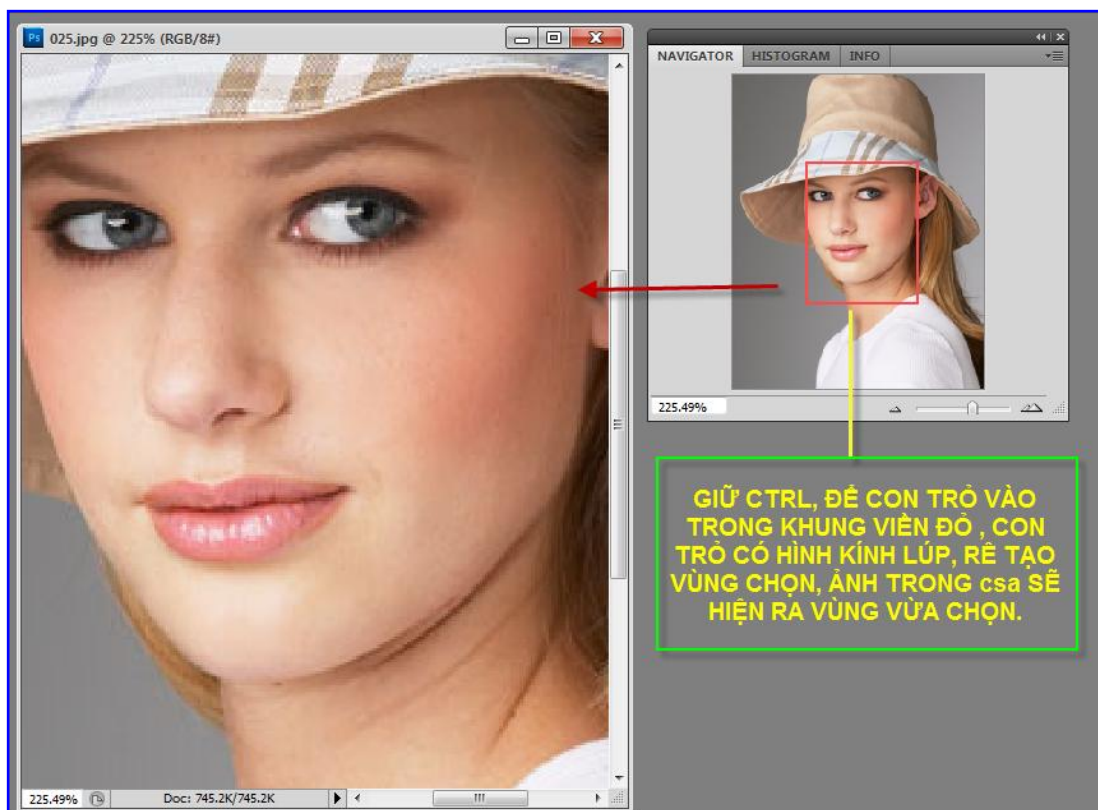 Ps 025.jpg @ 225% (RGB/8#)
NAVIGATOR HISTOGRAM INFO
225.49%
GIỮ CTRL, ĐỂ CON TRỎ VÀO
TRONG KHUNG VIỀN ĐỎ , CON
TRỎ CÓ HÌNH KÍNH LÚP, RÊ TẠO
VÙNG CHỌN, ẢNH TRONG csa SẼ
HIỆN RA VÙNG VỪA CHỌN.
225.49% Doc: 745.2K/745.2K